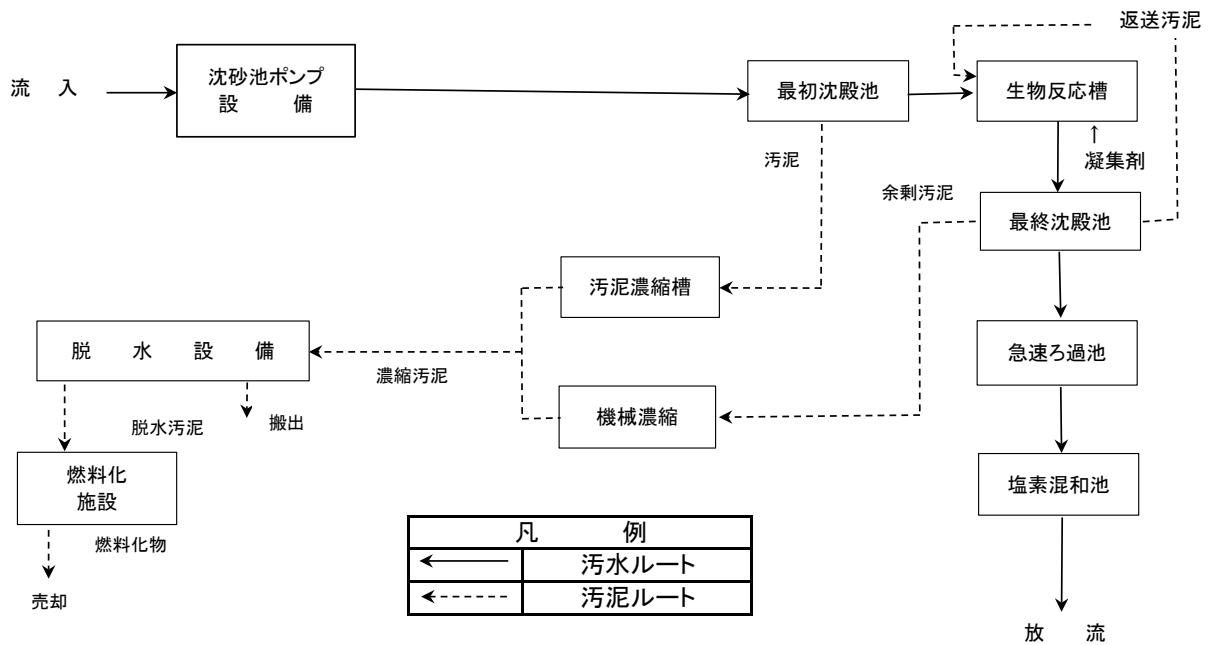 返送汚泥
流　入
沈砂池ポンプ
設　　備
最初沈殿池
生物反応槽
汚泥
↑
凝集剤
余剰汚泥
最終沈殿池
汚泥濃縮槽
脱　水　設　備
濃縮汚泥
急速ろ過池
機械濃縮
搬出
脱水汚泥
燃料化
施設
塩素混和池
燃料化物
凡　　例
汚水ルート
汚泥ルート
売却
放　流